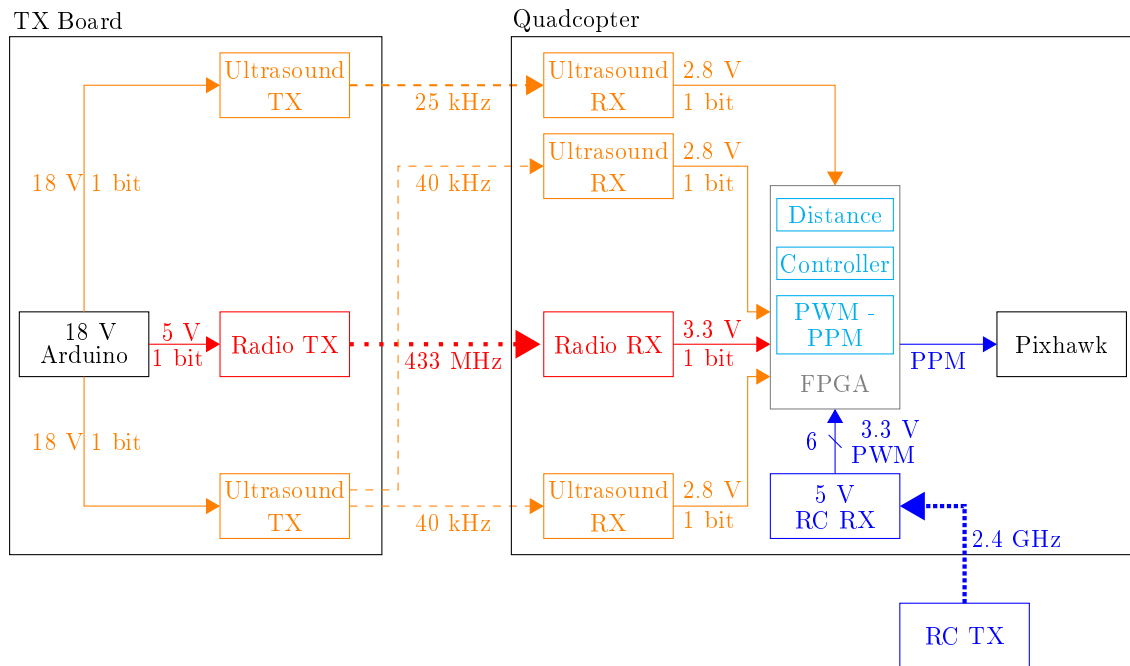 TX Board
Quadcopter
Ultrasound
TX
25 kHz
Ultrasound
RX
2.8 V
1 bit
Ultrasound
RX
2.8 V
1 bit
40 kHz
18 V 1 bit
Distance
Controller
PWM -
PPM
FPGA
18 V
Arduino
5 V
1 bit
Radio TX
433 MHz
Radio RX
3.3 V
1 bit
PPM
Pixhawk
18 V 1 bit
6
3.3 V
PWM
Ultrasound
TX
40 kHz
Ultrasound
RX
2.8 V
1 bit
5 V
RC RX
2.4 GHz
RC TX